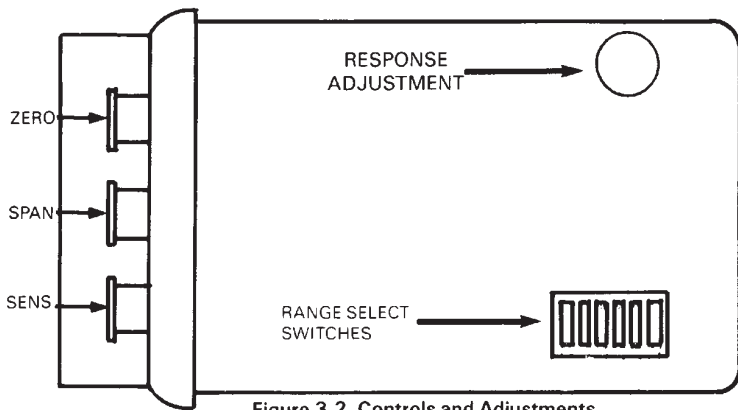 RESPONSE
ADJUSTMENT
ZERO
SPAN
SENS
RANGE SELECT
SWITCHES
Figure 3-2. Controls and Adjustments